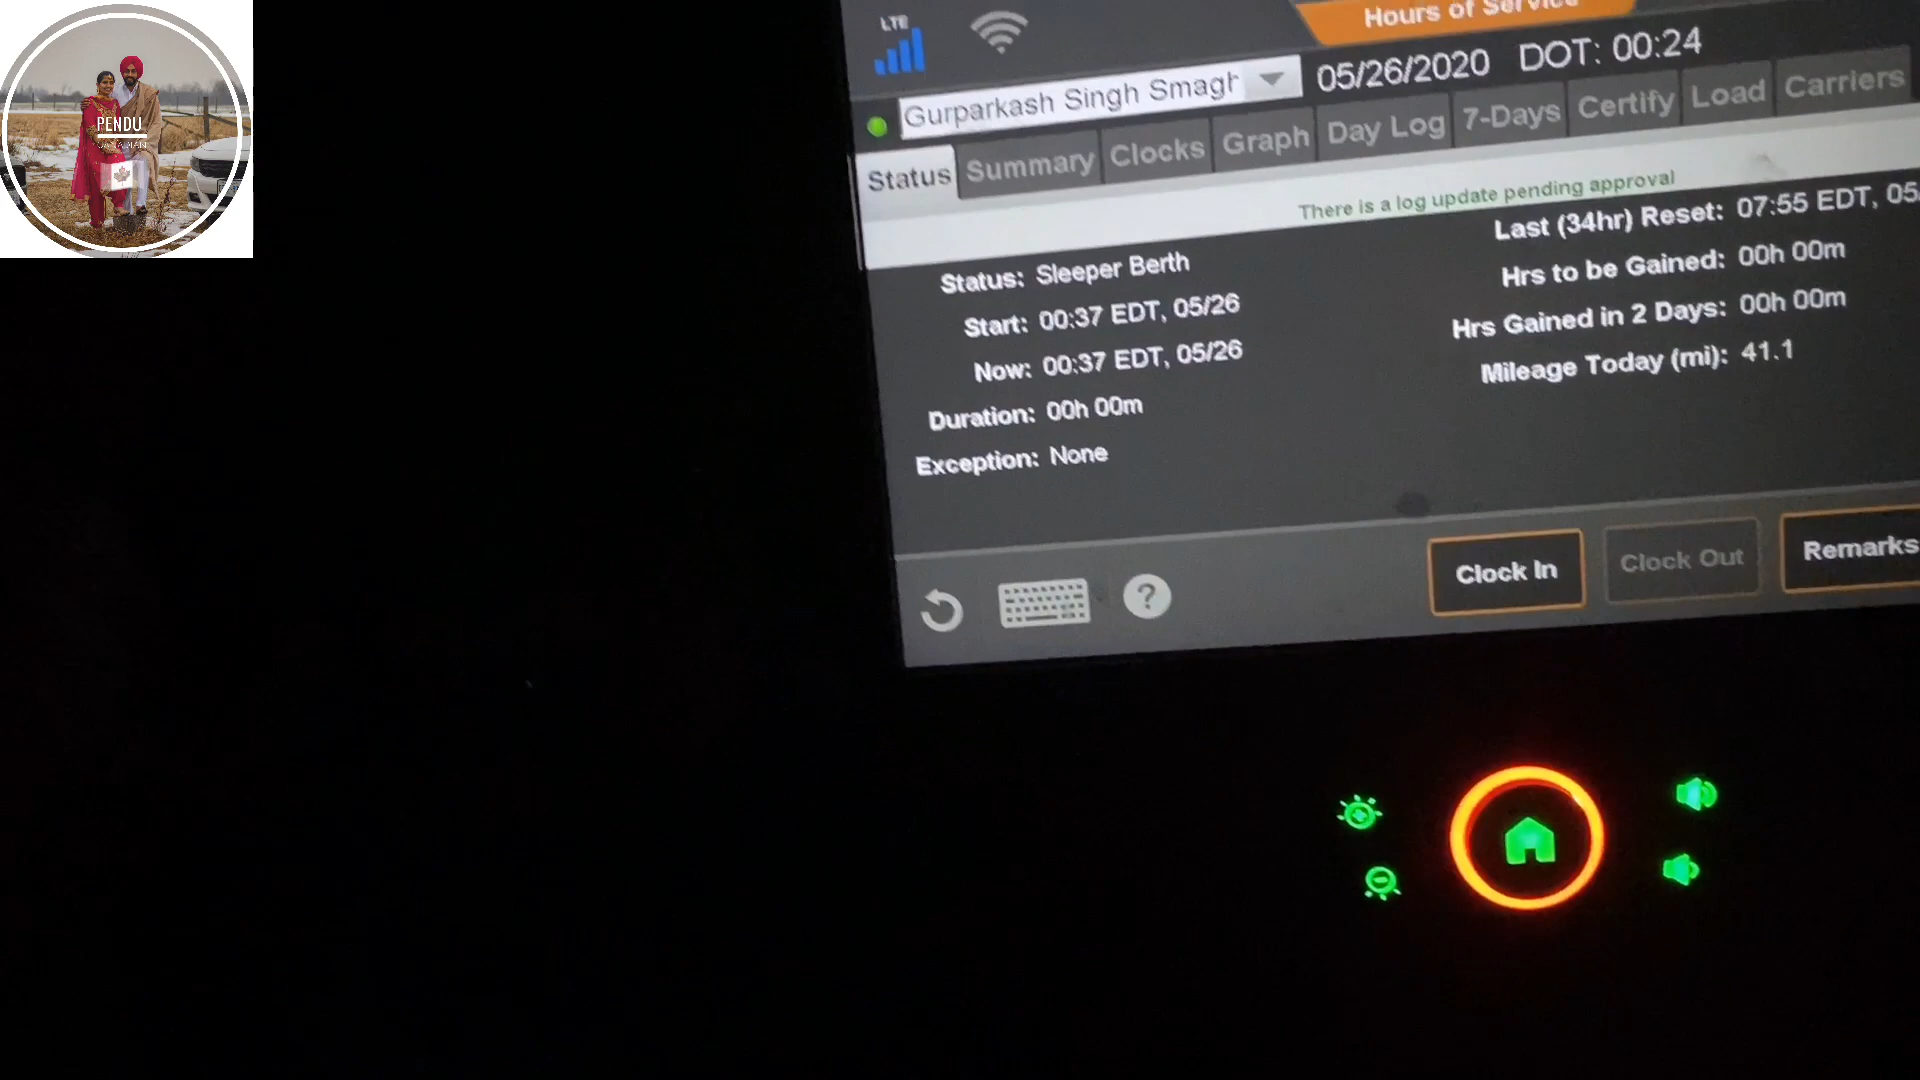 PENDU
CANADIAN
LTE
Hours of Service
Gurparkash Singh Smagh
05/26/2020 DOT: 00:24
Status Summary Clocks Graph Day Log 7-Days Certify Load Carriers
There is a log update pending approval
Status: Sleeper Berth
Start: 00:37 EDT, 05/26
Now: 00:37 EDT, 05/26
Duration: 00h 00m
Exception: None
Last (34hr) Reset: 07:55 EDT, 05
Hrs to be Gained: 00h 00m
Hrs Gained in 2 Days: 00h 00m
Mileage Today (mi): 41.1
?
Clock In
Clock Out
Remarks